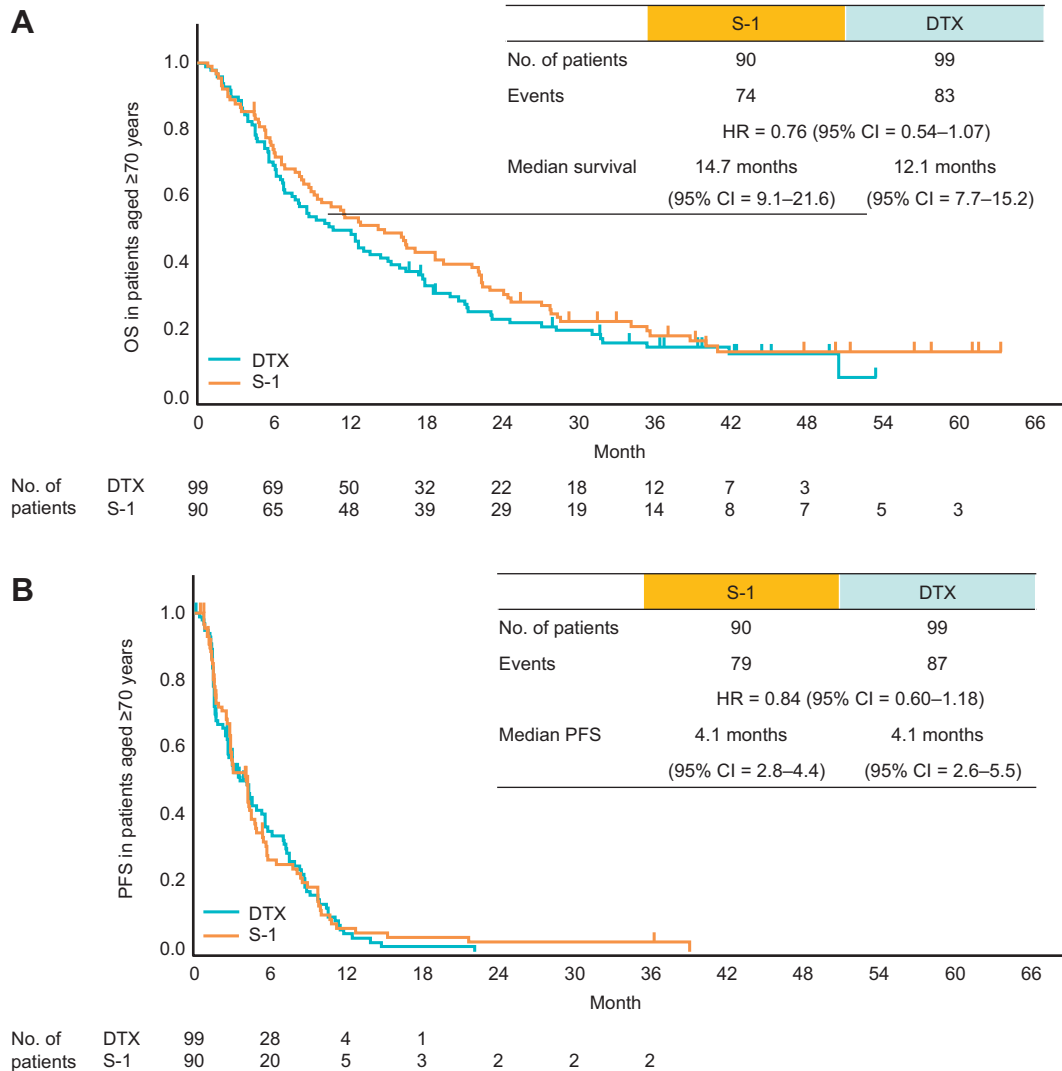 A
S-1 DTX
No. of patients 90 99
Events 74 83
HR = 0.76 (95% CI = 0.54–1.07)
Median survival 14.7 months 12.1 months
(95% CI = 9.1–21.6) (95% CI = 7.7–15.2)
OS in patients aged ≥70 years
1.0
0.8
0.6
0.4
0.2
0.0
DTX
S-1
0 6 12 18 24 30 36 42 54 60 66
Month
No. of patients
DTX 99 69 50 32 22 18 12 7 3
S-1 90 65 48 39 29 19 14 8 7 5 3
B
S-1 DTX
No. of patients 90 99
Events 79 87
HR = 0.84 (95% CI = 0.60–1.18)
Median PFS 4.1 months 4.1 months
(95% CI = 2.8–4.4) (95% CI = 2.6–5.5)
PFS in patients aged ≥70 years
1.0
0.8
0.6
0.4
0.2
0.0
DTX
S-1
0 6 12 18 24 30 36 42 54 60 66
Month
No. of patients
DTX 99 28 4 1
S-1 90 20 5 3 2 2 2